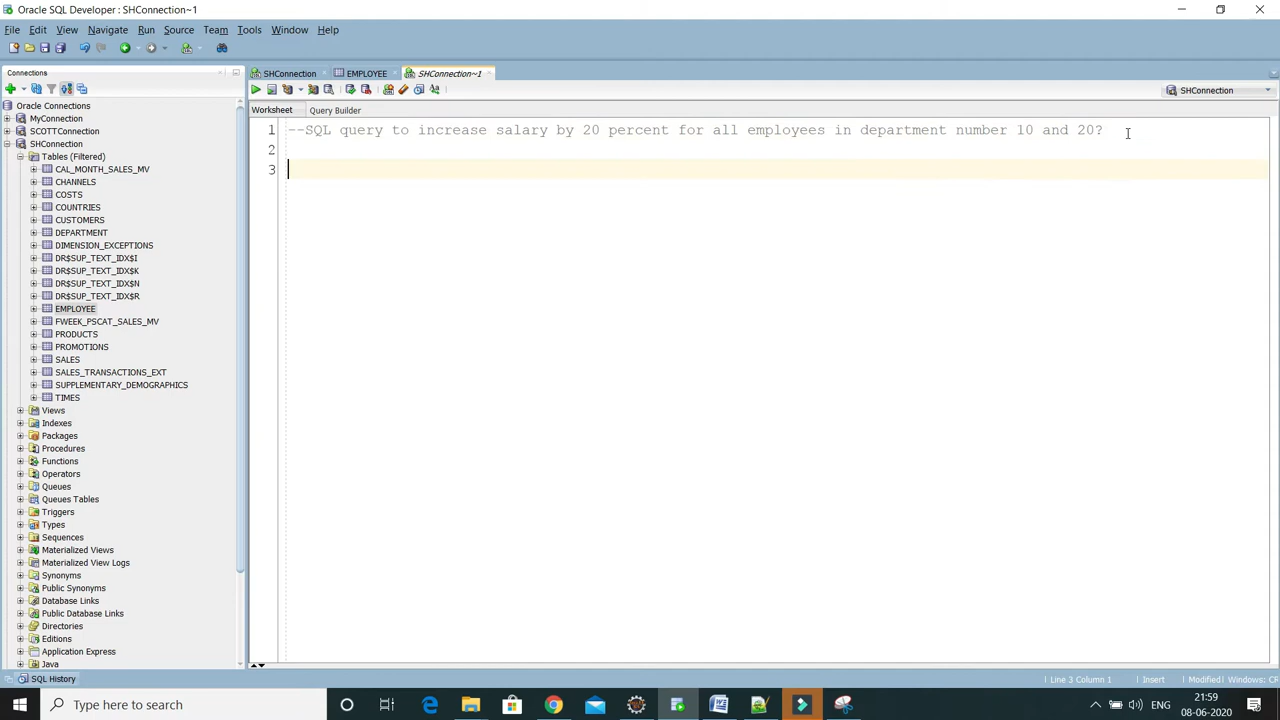 Oracle SQL Developer : SHConnection~1
File Edit View Navigate Run Source Team Tools Window Help
Connections
SHConnection EMPLOYEE SHConnection~1
SHConnection
Worksheet Query Builder
Oracle Connections
MyConnection
SCOTTConnection
SHConnection
Tables (Filtered)
CAL_MONTH_SALES_MV
CHANNELS
COSTS
COUNTRIES
CUSTOMERS
DEPARTMENT
DIMENSION_EXCEPTIONS
DR$SUP_TEXT_IDX$I
DR$SUP_TEXT_IDX$K
DR$SUP_TEXT_IDX$N
DR$SUP_TEXT_IDX$R
EMPLOYEE
FWEEK_PSCAT_SALES_MV
PRODUCTS
PROMOTIONS
SALES
SALES_TRANSACTIONS_EXT
SUPPLEMENTARY_DEMOGRAPHICS
TIMES
Views
Indexes
Packages
Procedures
Functions
Operators
Queues
Queues Tables
Triggers
Types
Sequences
Materialized Views
Materialized View Logs
Synonyms
Public Synonyms
Database Links
Public Database Links
Directories
Editions
Application Express
Java
1 --SQL query to increase salary by 20 percent for all employees in department number 10 and 20?
2
3
SQL History
Line 3 Column 1 Insert Modified Windows: CF
Type here to search
ENG
21:59
08-06-2020